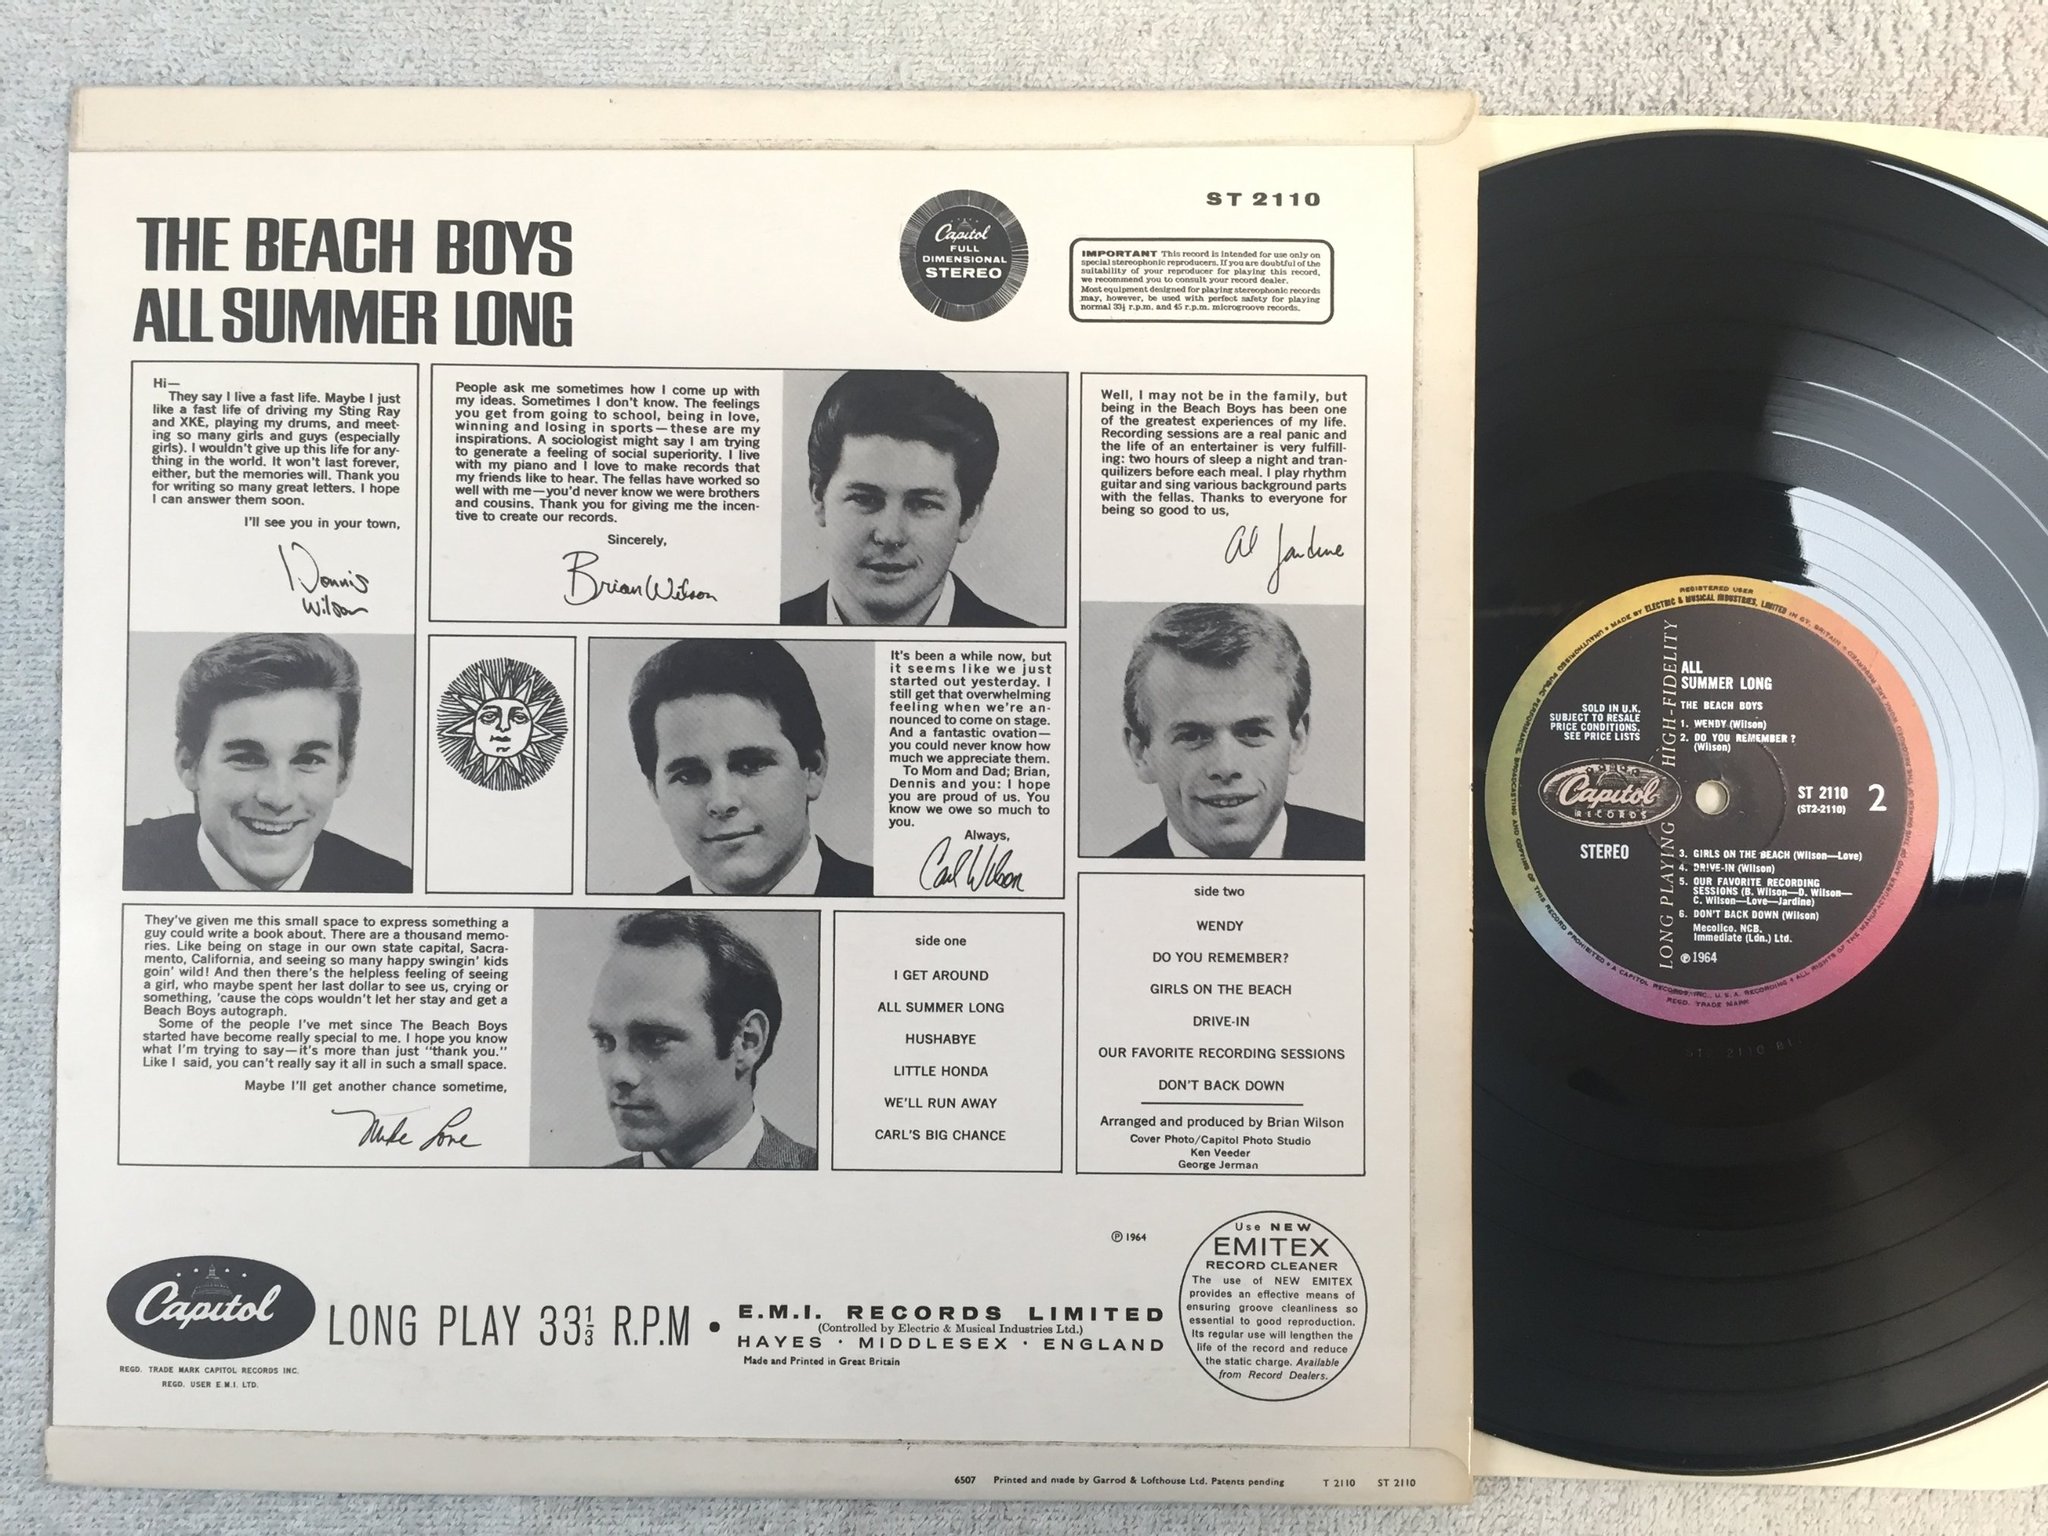 THE BEACH BOYS
ALL SUMMER LONG
Capitol
FULL
DIMENSIONAL
STEREO
ST 2110
IMPORTANT This record is intended for use only on
special stereophonic reproducers. If you are doubtful of the
suitability of your reproducer for playing this record,
we recommend you to consult your record dealer.
Most equipment designed for playing stereophonic records
may, however, be used with perfect safety for playing
normal 33⅓ r.p.m. and 45 r.p.m. microgroove records.
Hi—
They say I live a fast life. Maybe I just
like a fast life of driving my Sting Ray
and XKE, playing my drums, and meet-
ing so many girls and guys (especially
girls). I wouldn't give up this life for any-
thing in the world. It won't last forever,
either, but the memories will. Thank you
for writing so many great letters. I hope
I can answer them soon.
I'll see you in your town,
Dennis
Wilson
People ask me sometimes how I come up with
my ideas. Sometimes I don't know. The feelings
you get from going to school, being in love,
winning and losing in sports—these are my
inspirations. A sociologist might say I am trying
to generate a feeling of social superiority. I live
with my piano and I love to make records that
my friends like to hear. The fellas have worked so
well with me—you'd never know we were brothers
and cousins. Thank you for giving me the incen-
tive to create our records.
Sincerely,
Brian Wilson
Well, I may not be in the family, but
being in the Beach Boys has been one
of the greatest experiences of my life.
Recording sessions are a real panic and
the life of an entertainer is very fulfill-
ing: two hours of sleep a night and tran-
quilizers before each meal. I play rhythm
guitar and sing various background parts
with the fellas. Thanks to everyone for
being so good to us,
Al Jardine
It's been a while now, but
it seems like we just
started out yesterday. I
still get that overwhelming
feeling when we're an-
nounced to come on stage.
And a fantastic ovation—
you could never know how
much we appreciate them.
To Mom and Dad; Brian,
Dennis and you: I hope
you are proud of us. You
know we owe so much to
you.
Always,
Carl Wilson
They've given me this small space to express something a
guy could write a book about. There are a thousand memo-
ries. Like being on stage in our own state capital, Sacra-
mento, California, and seeing so many happy swingin' kids
goin' wild! And then there's the helpless feeling of seeing
a girl, who maybe spent her last dollar to see us, crying or
something, 'cause the cops wouldn't let her stay and get a
Beach Boys autograph.
Some of the people I've met since The Beach Boys
started have become really special to me. I hope you know
what I'm trying to say—it's more than just "thank you."
Like I said, you can't really say it all in such a small space.
Maybe I'll get another chance sometime,
Mike Love
side one
I GET AROUND
ALL SUMMER LONG
HUSHABYE
LITTLE HONDA
WE'LL RUN AWAY
CARL'S BIG CHANCE
side two
WENDY
DO YOU REMEMBER?
GIRLS ON THE BEACH
DRIVE-IN
OUR FAVORITE RECORDING SESSIONS
DON'T BACK DOWN
Arranged and produced by Brian Wilson
Cover Photo/Capitol Photo Studio
Ken Veeder
George Jerman
℗ 1964
Use NEW
EMITEX
RECORD CLEANER
The use of NEW EMITEX
provides an effective means of
ensuring groove cleanliness so
essential to good reproduction.
Its regular use will lengthen the
life of the record and reduce
the static charge. Available
from Record Dealers.
Capitol
REGD. TRADE MARK CAPITOL RECORDS INC.
REGD. USER E.M.I. LTD.
LONG PLAY 33⅓ R.P.M •
E.M.I. RECORDS LIMITED
(Controlled by Electric & Musical Industries Ltd.)
HAYES · MIDDLESEX · ENGLAND
Made and Printed in Great Britain
6507 Printed and made by Garrod & Lofthouse Ltd. Patents pending T 2110 ST 2110
REGISTERED USER
MADE BY ELECTRIC & MUSICAL INDUSTRIES, LIMITED IN GT. BRITAIN •
UNAUTHORISED PUBLIC PERFORMANCE, BROADCASTING AND COPYING OF THE RECORD PROHIBITED • A CAPITOL RECORDS, INC., U.S.A. RECORDING •
REGD. TRADE MARK
LONG PLAYING HIGH-FIDELITY
ALL
SUMMER LONG
THE BEACH BOYS
1. WENDY (Wilson)
2. DO YOU REMEMBER?
(Wilson)
SOLD IN U.K.
SUBJECT TO RESALE
PRICE CONDITIONS,
SEE PRICE LISTS
Capitol
RECORDS
STEREO
ST 2110
(ST2-2110)
2
3. GIRLS ON THE BEACH (Wilson—Love)
4. DRIVE-IN (Wilson)
5. OUR FAVORITE RECORDING
SESSIONS (B. Wilson—D. Wilson—
C. Wilson—Love—Jardine)
6. DON'T BACK DOWN (Wilson)
Mecolico. NCB.
Immediate (Ldn.) Ltd.
℗ 1964